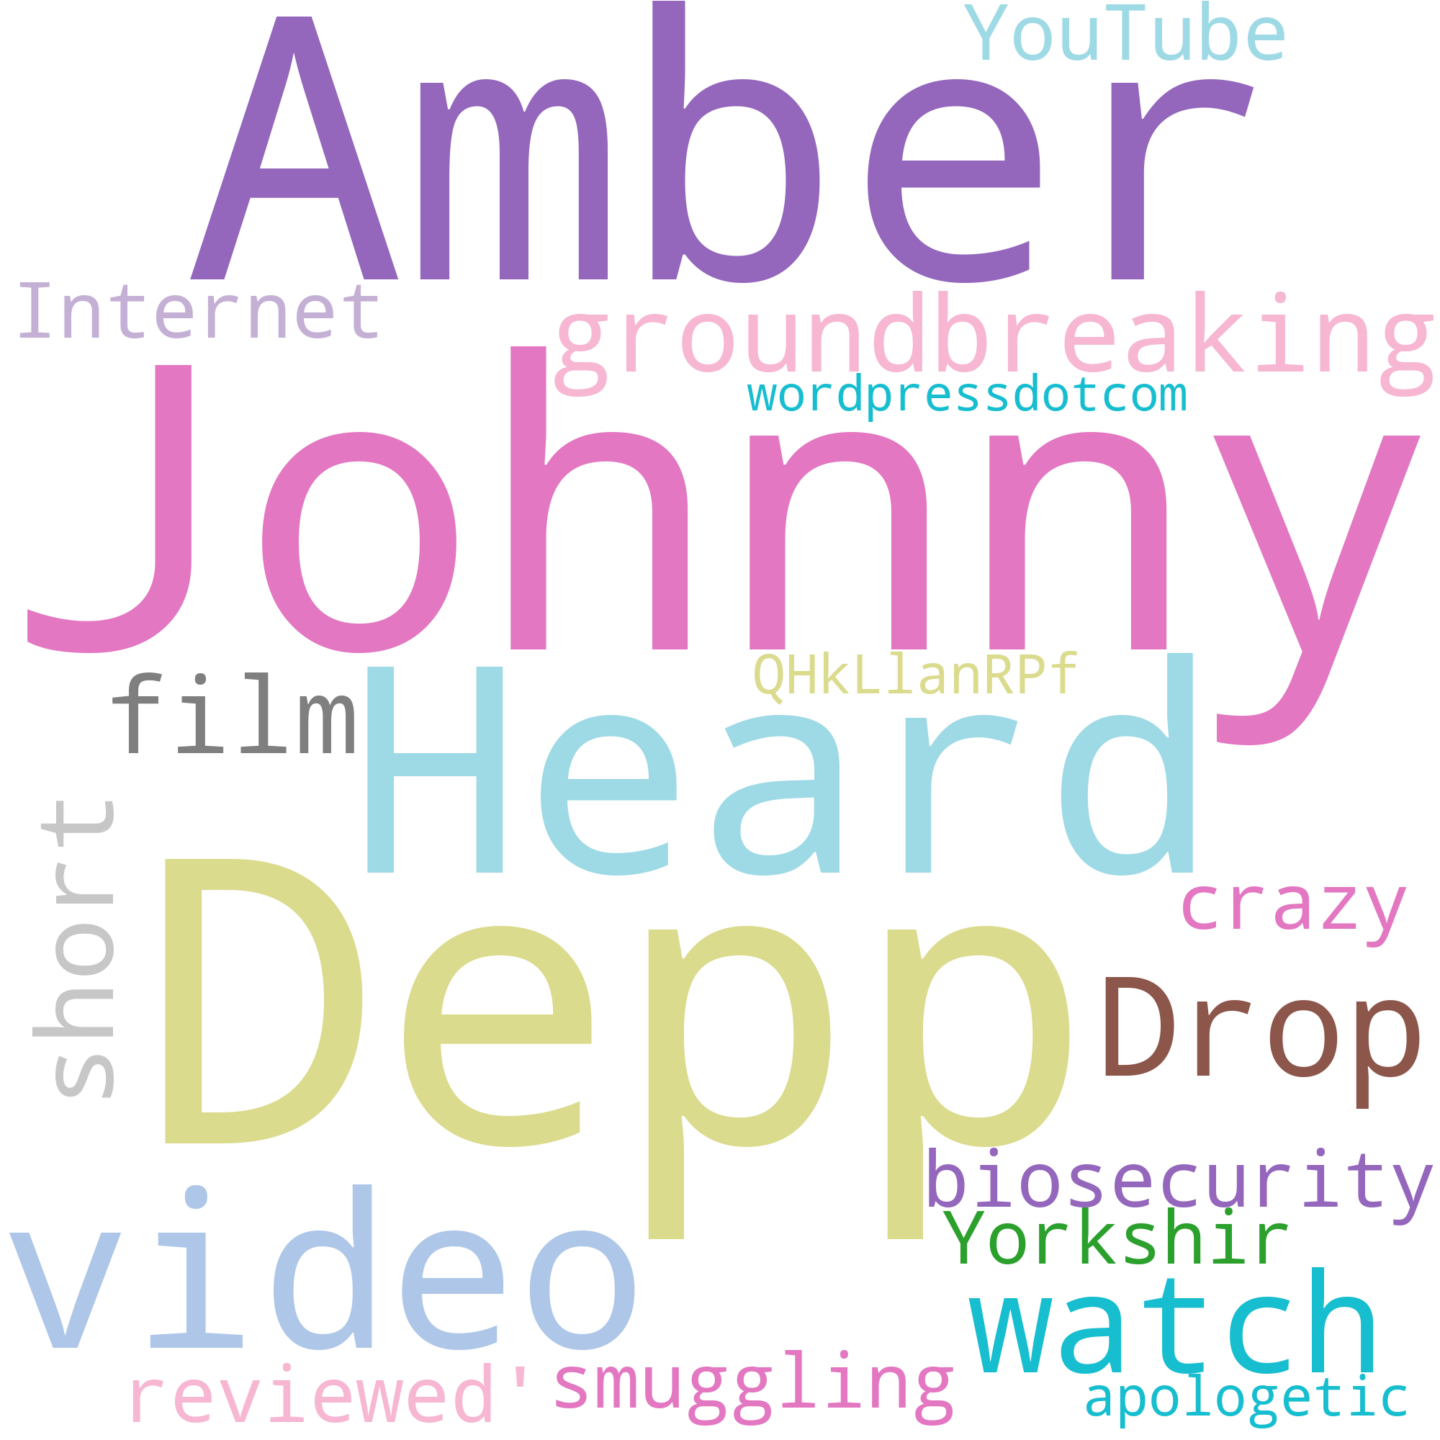 YouTube
Amber
Internet
groundbreaking
wordpressdotcom
Johnny
QHkLlanRPf
film
Heard
short
crazy
Depp
Drop
biosecurity
Yorkshir
video
watch
reviewed'
smuggling
apologetic